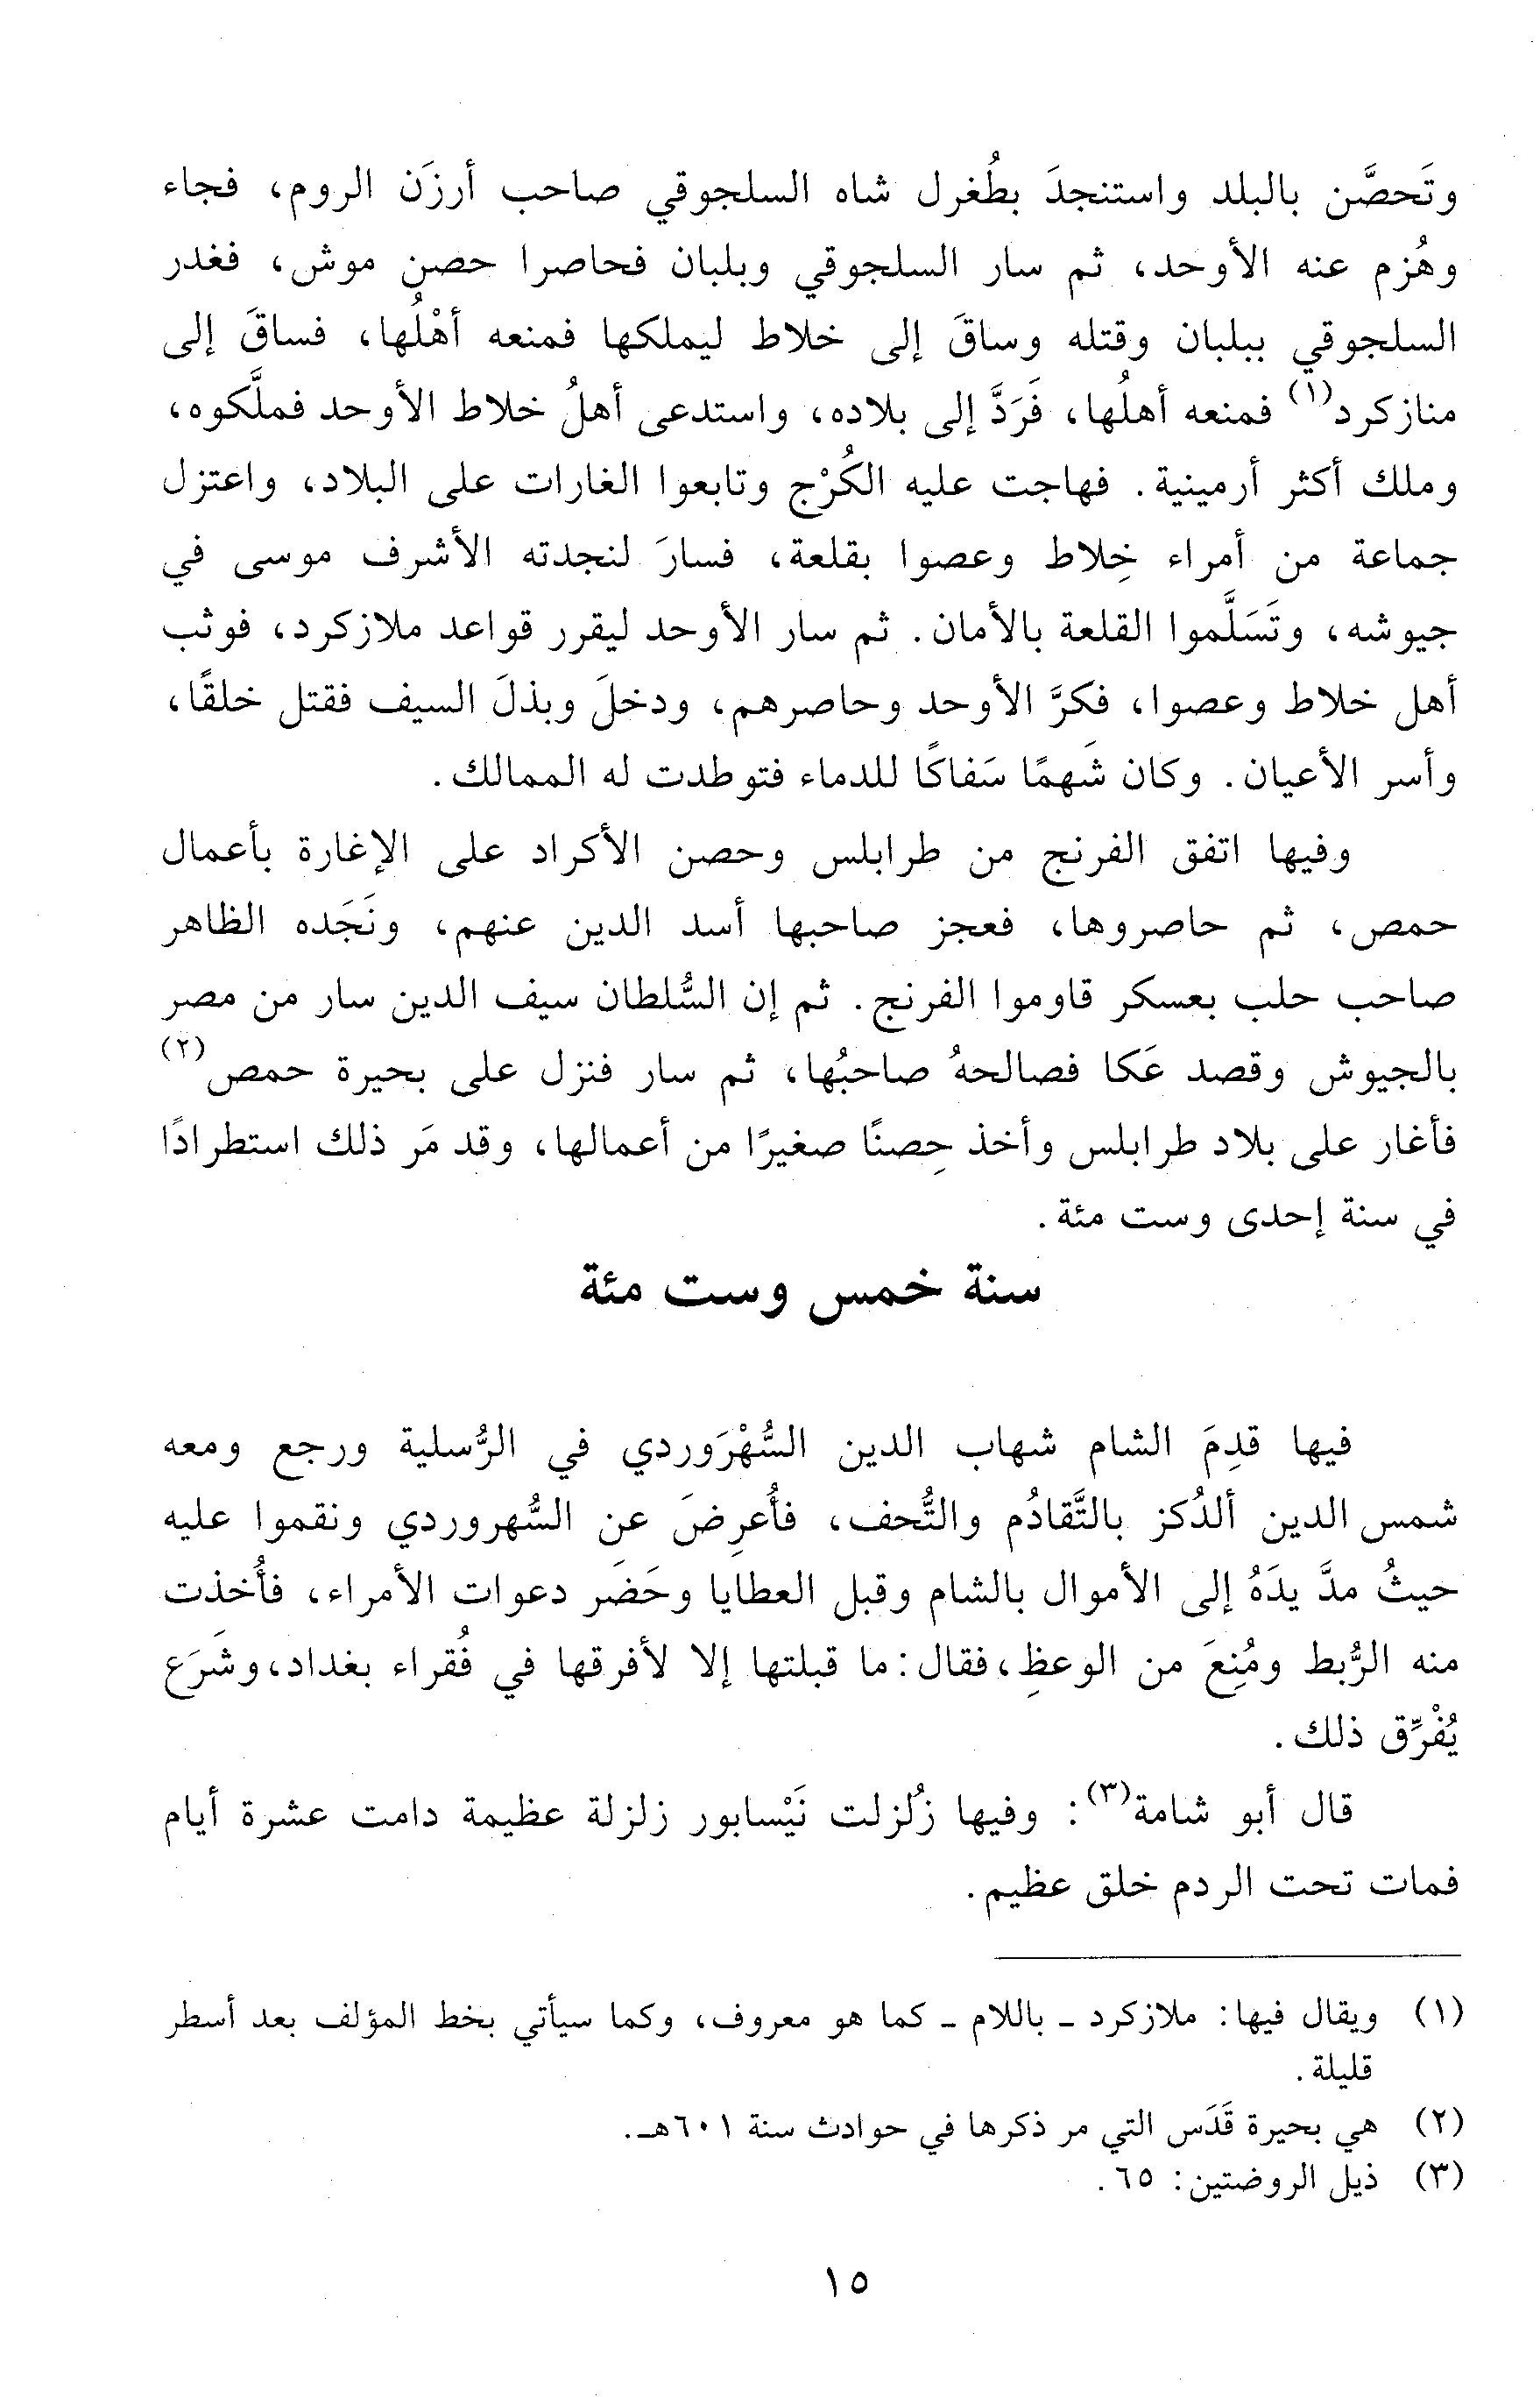 وتَحصَّن بالبلد واستنجدَ بطُغرل شاه السلجوقي صاحب أرزَن الروم، فجاء
وهُزم عنه الأوحد، ثم سار السلجوقي وبلبان فحاصرا حصن موش، فغدر
السلجوقي ببلبان وقتله وساقَ إلى خلاط ليملكها فمنعه أهْلُها، فساقَ إلى
منازكرد(١) فمنعه أهلُها، فَرَدَّ إلى بلاده، واستدعى أهلُ خلاط الأوحد فملَّكوه،
وملك أكثر أرمينية. فهاجت عليه الكُرْج وتابعوا الغارات على البلاد، واعتزل
جماعة من أمراء خِلاط وعصوا بقلعة، فسارَ لنجدته الأشرف موسى في
جيوشه، وتَسَلَّموا القلعة بالأمان. ثم سار الأوحد ليقرر قواعد ملازكرد، فوثب
أهل خلاط وعصوا، فكرَّ الأوحد وحاصرهم، ودخلَ وبذلَ السيف فقتل خلقًا،
وأسر الأعيان. وكان شَهمًا سَفاكًا للدماء فتوطدت له الممالك.
وفيها اتفق الفرنج من طرابلس وحصن الأكراد على الإغارة بأعمال
حمص، ثم حاصروها، فعجز صاحبها أسد الدين عنهم، ونَجَده الظاهر
صاحب حلب بعسكر قاوموا الفرنج. ثم إن السُّلطان سيف الدين سار من مصر
بالجيوش وقصد عَكا فصالحهُ صاحبُها، ثم سار فنزل على بحيرة حمص(٢)
فأغار على بلاد طرابلس وأخذ حِصنًا صغيرًا من أعمالها، وقد مَر ذلك استطرادًا
في سنة إحدى وست مئة.
سنة خمس وست مئة
فيها قدِمَ الشام شهاب الدين السُّهْرَوردي في الرُّسلية ورجع ومعه
شمس الدين ألدُكز بالتَّقادُم والتُّحف، فأُعرِضَ عن السُّهروردي ونقموا عليه
حيثُ مدَّ يدَهُ إلى الأموال بالشام وقبل العطايا وحَضَر دعوات الأمراء، فأُخذت
منه الرُّبط ومُنِعَ من الوعظِ، فقال: ما قبلتها إلا لأفرقها في فُقراء بغداد، وشَرَع
يُفْرِّق ذلك.
قال أبو شامة(٣): وفيها زُلزلت نَيْسابور زلزلة عظيمة دامت عشرة أيام
فمات تحت الردم خلق عظيم.
(١) ويقال فيها: ملازكرد - باللام - كما هو معروف، وكما سيأتي بخط المؤلف بعد أسطر
قليلة.
(٢) هي بحيرة قَدَس التي مر ذكرها في حوادث سنة ٦٠١هـ.
(٣) ذيل الروضتين: ٦٥.
١٥